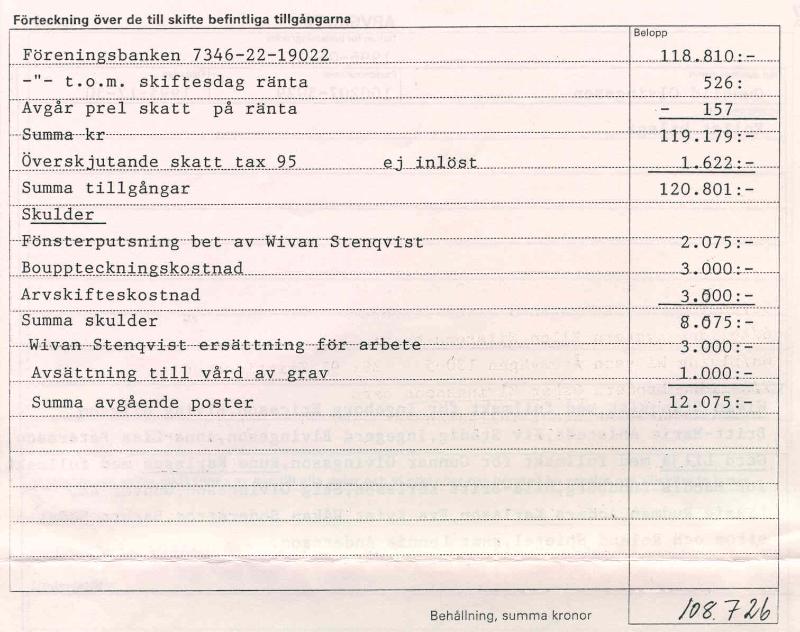 Förteckning över de till skifte befintliga tillgångarna
Belopp
Föreningsbanken 7346-22-19022 118.810:-
-"- t.o.m. skiftesdag ränta 526:
Avgår prel skatt på ränta - 157
Summa kr 119.179:-
Överskjutande skatt tax 95 ej inlöst 1.622:-
Summa tillgångar 120.801:-
Skulder
Fönsterputsning bet av Wivan Stenqvist 2.075:-
Bouppteckningskostnad 3.000:-
Arvskifteskostnad 3.000:-
Summa skulder 8.075:-
Wivan Stenqvist ersättning för arbete 3.000:-
Avsättning till vård av grav 1.000:-
Summa avgående poster 12.075:-
Behållning, summa kronor 108.726